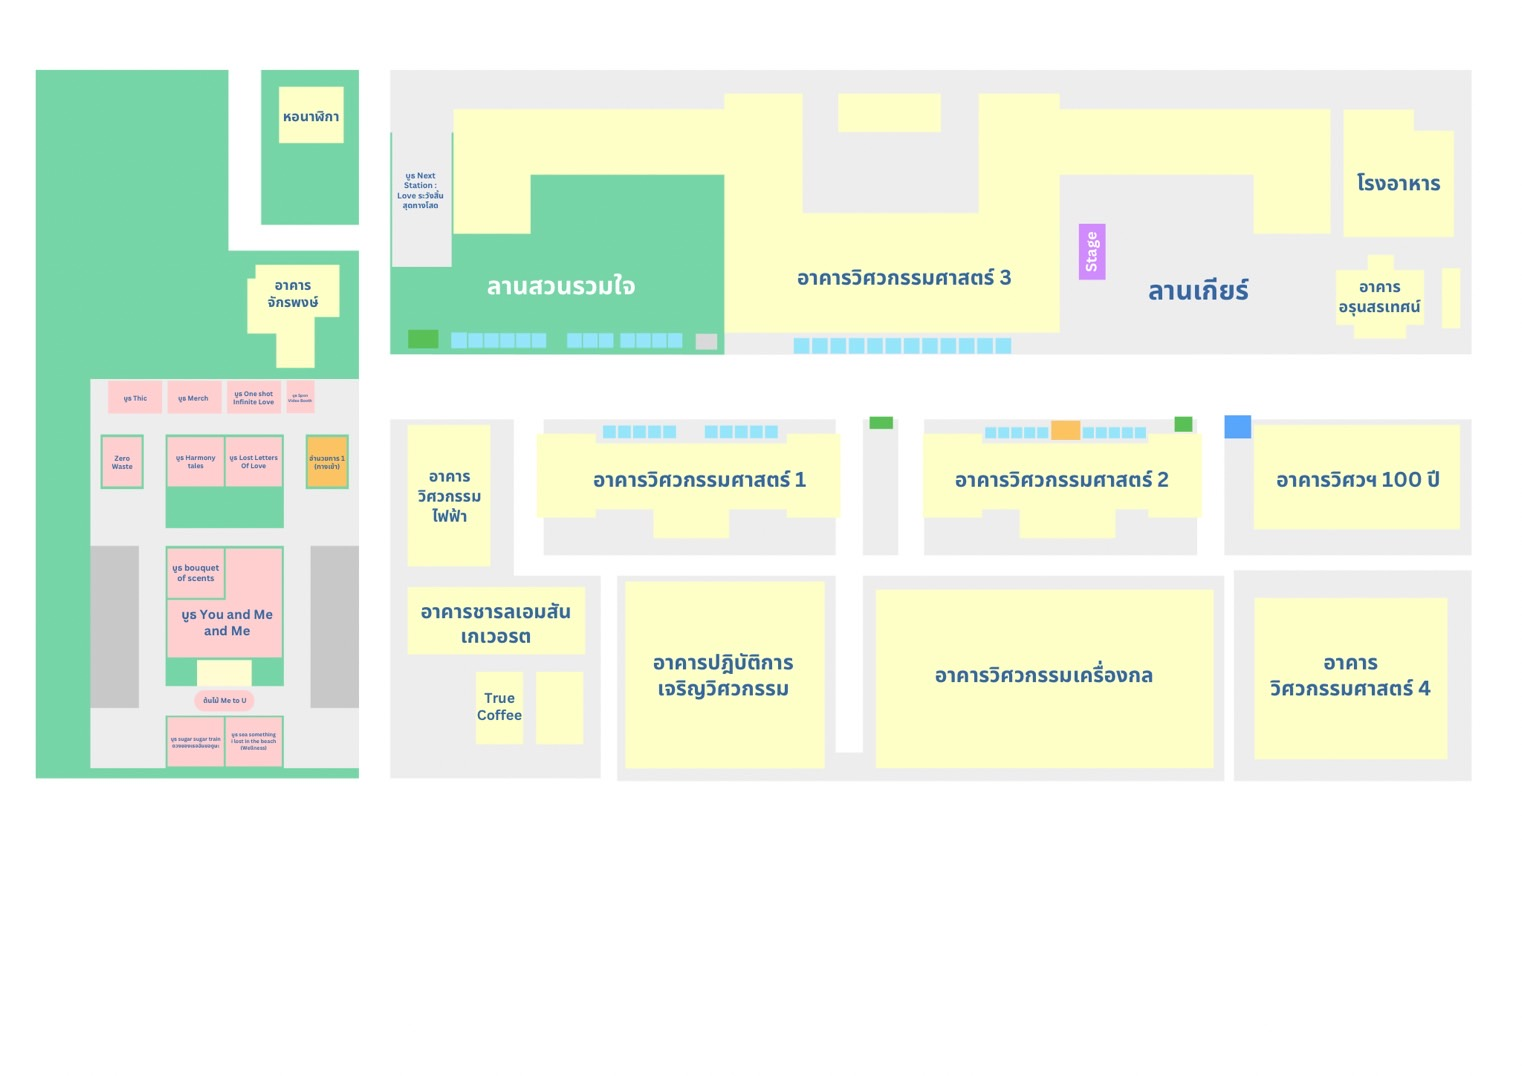 หอนาฬิกา
บูธ Next
Station :
Love ระวังลื่น
สุดทางโสด
โรงอาหาร
อาคาร
จักรพงษ์
ลานสวนรวมใจ
อาคารวิศวกรรมศาสตร์ 3
Stage
ลานเกียร์
อาคาร
อรุนสรเทศน์
บูธ Thic
บูธ Merch
บูธ One shot
Infinite Love
Zero
Waste
บูธ Harmony
tales
บูธ Lost Letters
Of Love
อำนวยการ 1
(ทางเข้า)
อาคาร
วิศวกรรม
ไฟฟ้า
อาคารวิศวกรรมศาสตร์ 1
อาคารวิศวกรรมศาสตร์ 2
อาคารวิศวฯ 100 ปี
บูธ bouquet
of scents
บูธ You and Me
and Me
อาคารชารลเอมสัน
เกเวอรต
อาคารปฎิบัติการ
เจริญวิศวกรรม
อาคารวิศวกรรมเครื่องกล
อาคาร
วิศวกรรมศาสตร์ 4
True
Coffee
ต้นไม้ Me to U
บูธ sugar sugar train
บูธ sea something
i lost in the beach
(Wellness)